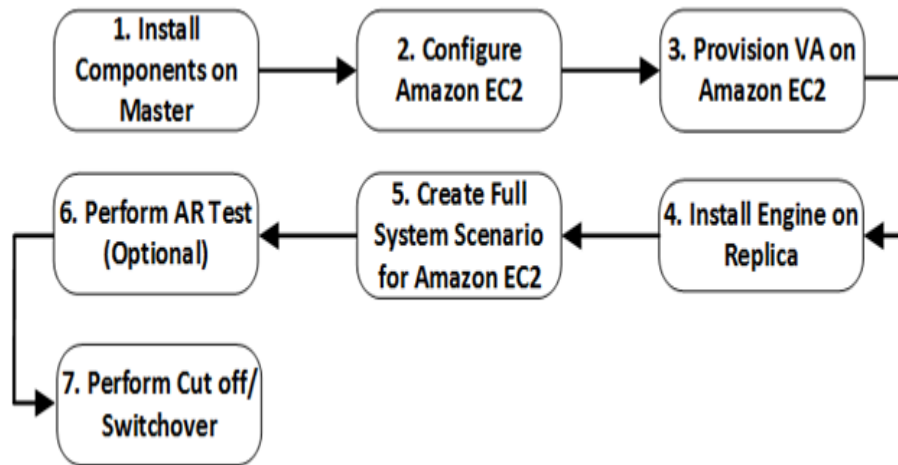 1. Install
Components on
Master
2. Configure
Amazon EC2
3. Provision VA on
Amazon EC2
4. Install Engine on
Replica
5. Create Full
System Scenario
for Amazon EC2
6. Perform AR Test
(Optional)
7. Perform Cut off/
Switchover